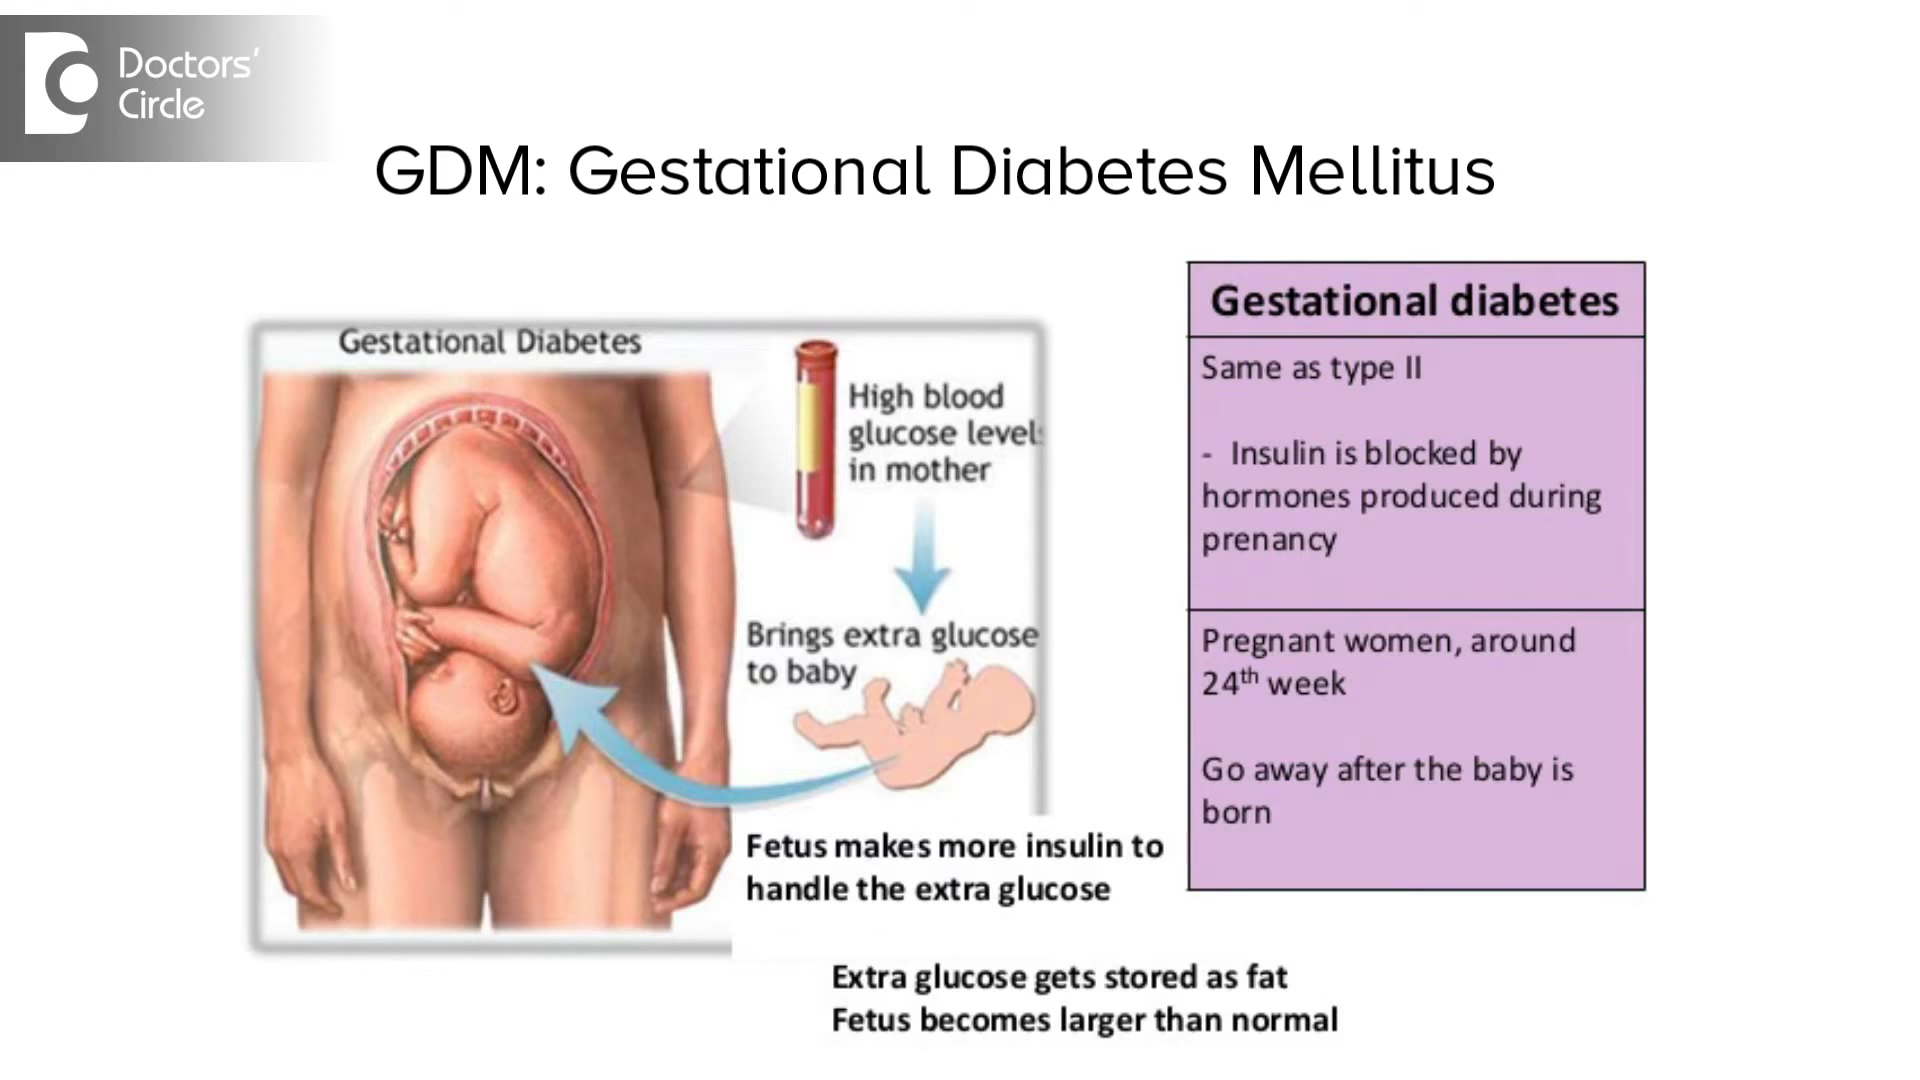 Doctors'
Circle
GDM: Gestational Diabetes Mellitus
Gestational Diabetes
High blood
glucose levels
in mother
Brings extra glucose
to baby
Fetus makes more insulin to
handle the extra glucose
Extra glucose gets stored as fat
Fetus becomes larger than normal
Gestational diabetes
Same as type II
- Insulin is blocked by
hormones produced during
prenancy
Pregnant women, around
24th week
Go away after the baby is
born